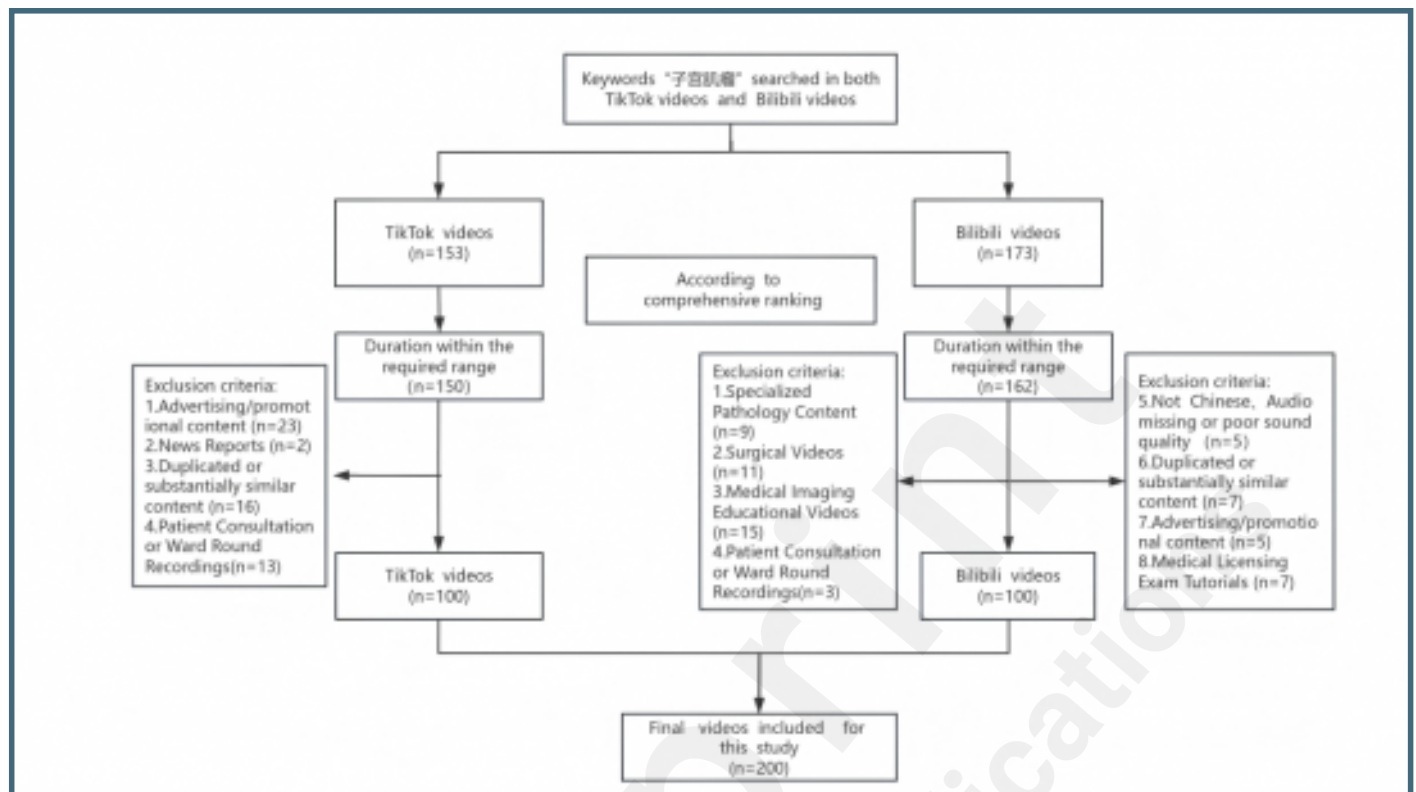 Keywords "子宫肌瘤" searched in both
TikTok videos and Bilibili videos
TikTok videos
(n=153)
Bilibili videos
(n=173)
According to
comprehensive ranking
Duration within the
required range
(n=150)
Duration within the
required range
(n=162)
Exclusion criteria:
1.Advertising/promot
ional content (n=23)
2.News Reports (n=2)
3.Duplicated or
substantially similar
content (n=16)
4.Patient Consultation
or Ward Round
Recordings(n=13)
Exclusion criteria:
1.Specialized
Pathology Content
(n=9)
2.Surgical Videos
(n=11)
3.Medical Imaging
Educational Videos
(n=15)
4.Patient Consultation
or Ward Round
Recordings(n=3)
Exclusion criteria:
5.Not Chinese, Audio
missing or poor sound
quality (n=5)
6.Duplicated or
substantially similar
content (n=7)
7.Advertising/promotio
nal content (n=5)
8.Medical Licensing
Exam Tutorials (n=7)
TikTok videos
(n=100)
Bilibili videos
(n=100)
Final videos included for
this study
(n=200)